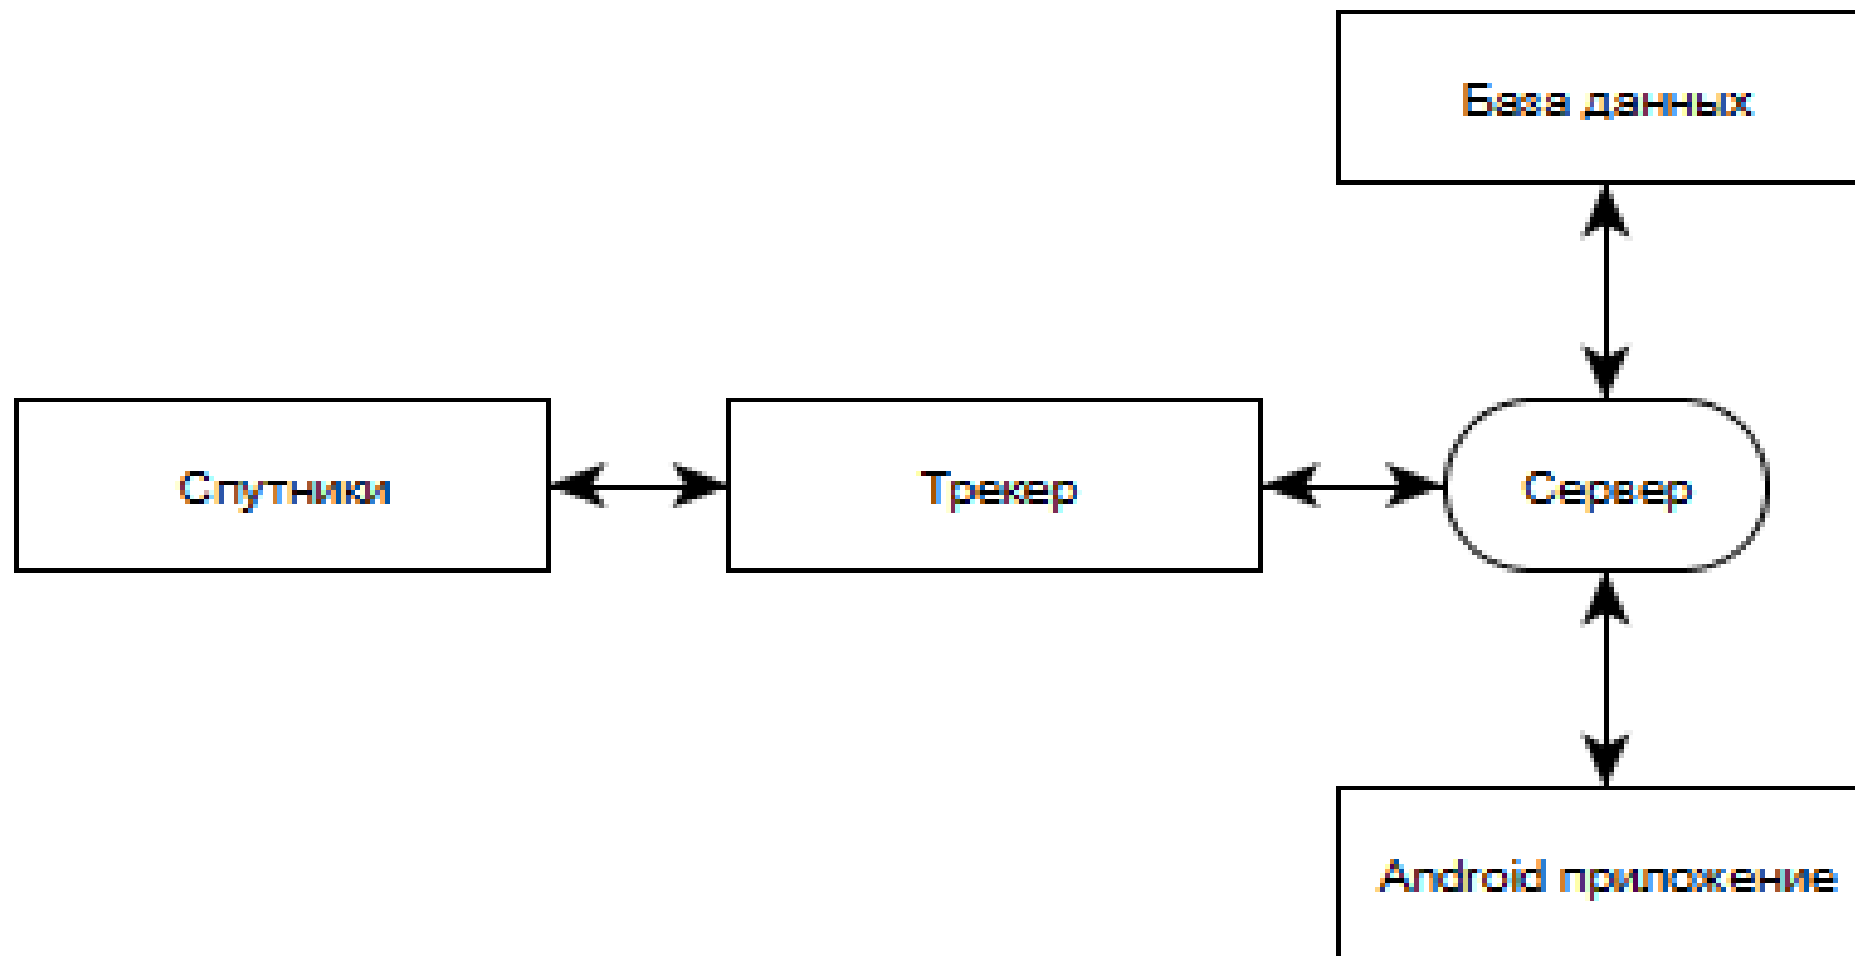 База данных
Спутники
Трекер
Сервер
Android приложение